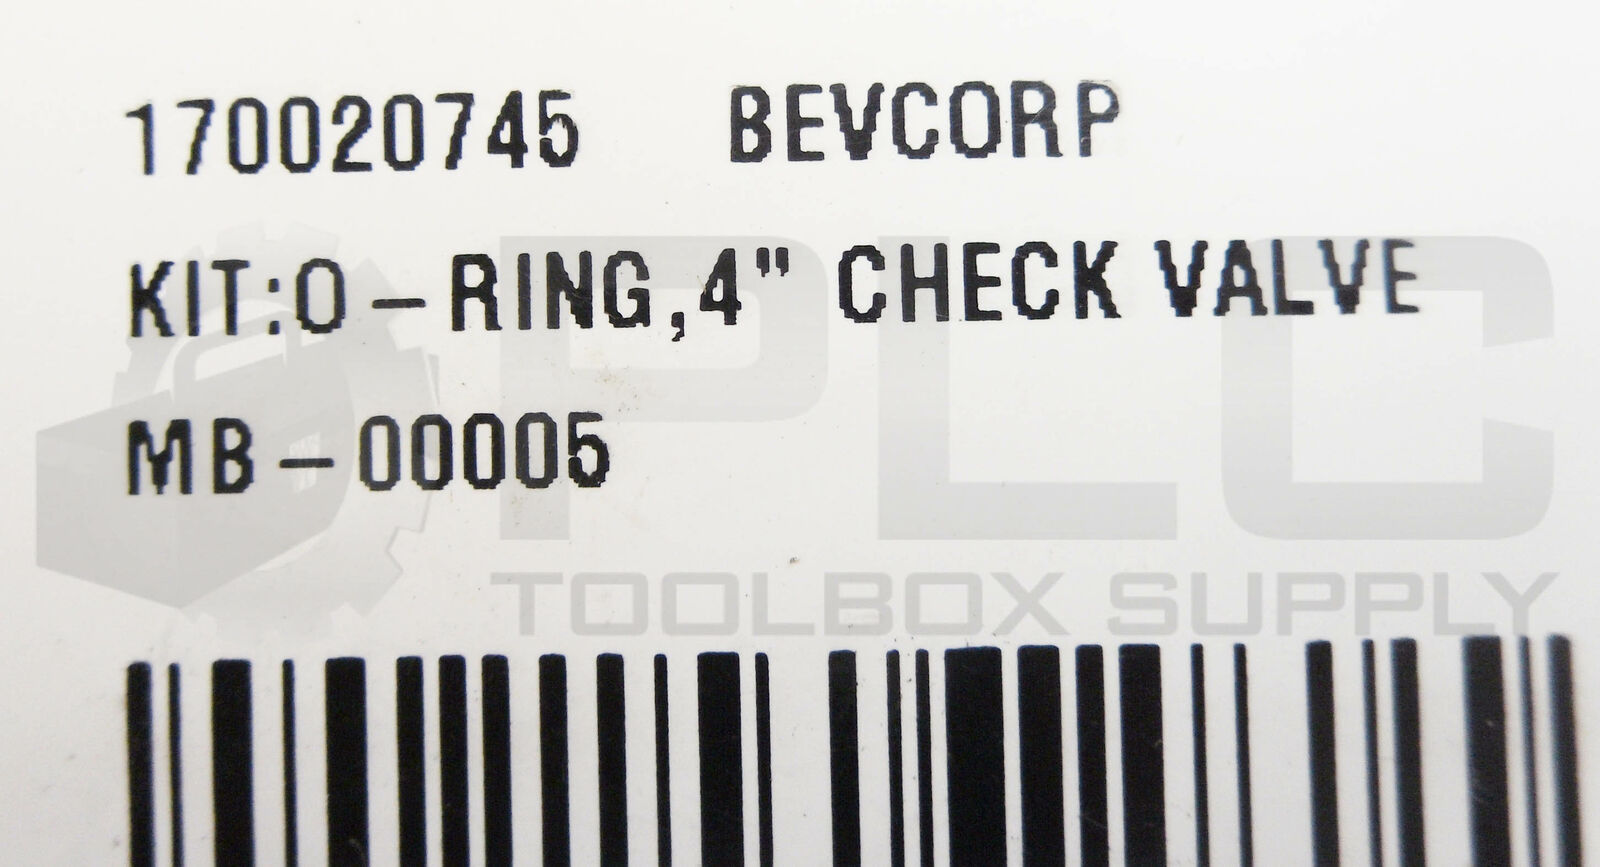 170020745 BEVCORP
KIT:O-RING,4" CHECK VALVE
MB-00005
PLC
TOOLBOX SUPPLY